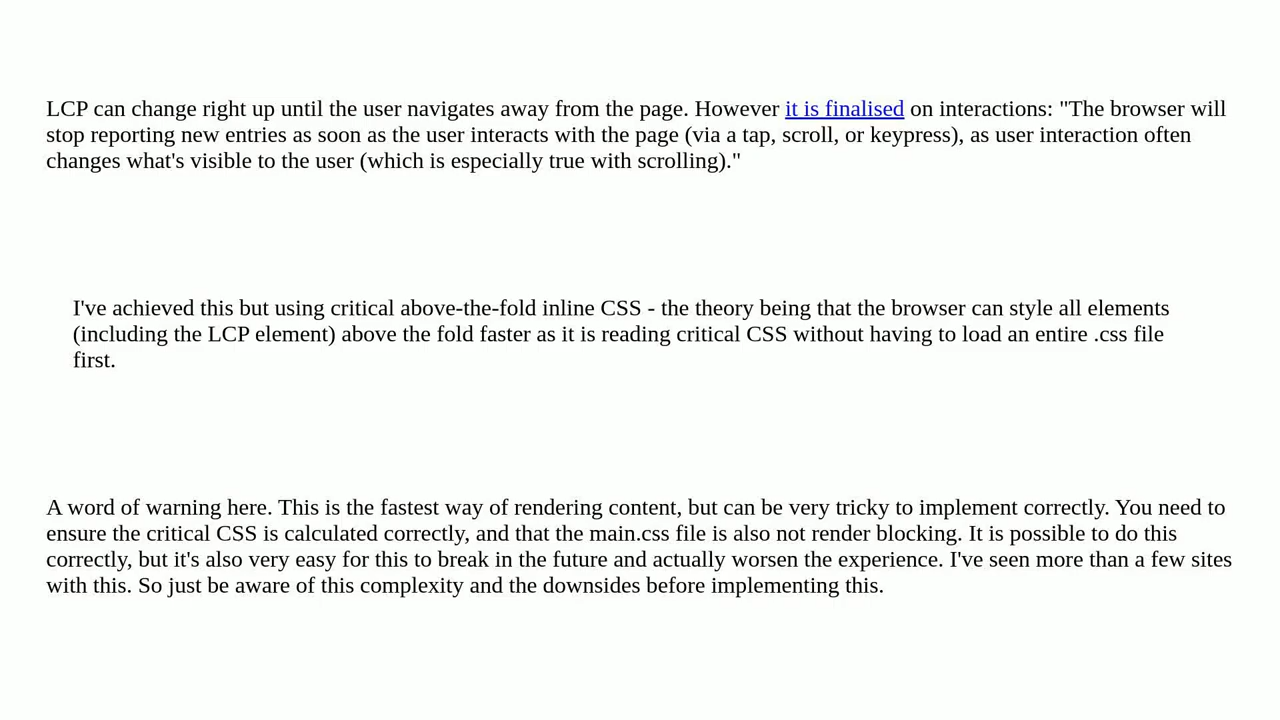 LCP can change right up until the user navigates away from the page. However it is finalised on interactions: "The browser will
stop reporting new entries as soon as the user interacts with the page (via a tap, scroll, or keypress), as user interaction often
changes what's visible to the user (which is especially true with scrolling)."
I've achieved this but using critical above-the-fold inline CSS - the theory being that the browser can style all elements
(including the LCP element) above the fold faster as it is reading critical CSS without having to load an entire .css file
first.
A word of warning here. This is the fastest way of rendering content, but can be very tricky to implement correctly. You need to
ensure the critical CSS is calculated correctly, and that the main.css file is also not render blocking. It is possible to do this
correctly, but it's also very easy for this to break in the future and actually worsen the experience. I've seen more than a few sites
with this. So just be aware of this complexity and the downsides before implementing this.